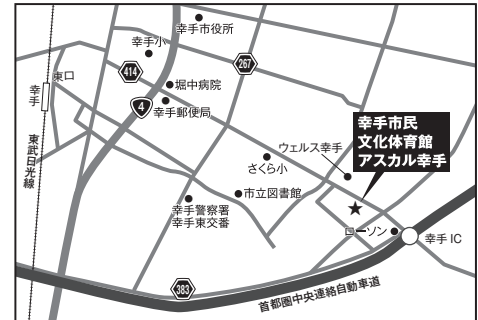 幸手市役所
幸手小
414
267
東口
幸手
堀中病院
4
幸手郵便局
東武日光線
幸手市民
文化体育館
アスカル幸手
ウェルス幸手
さくら小
市立図書館
幸手警察署
幸手東交番
ローソン
幸手IC
383
首都圏中央連絡自動車道